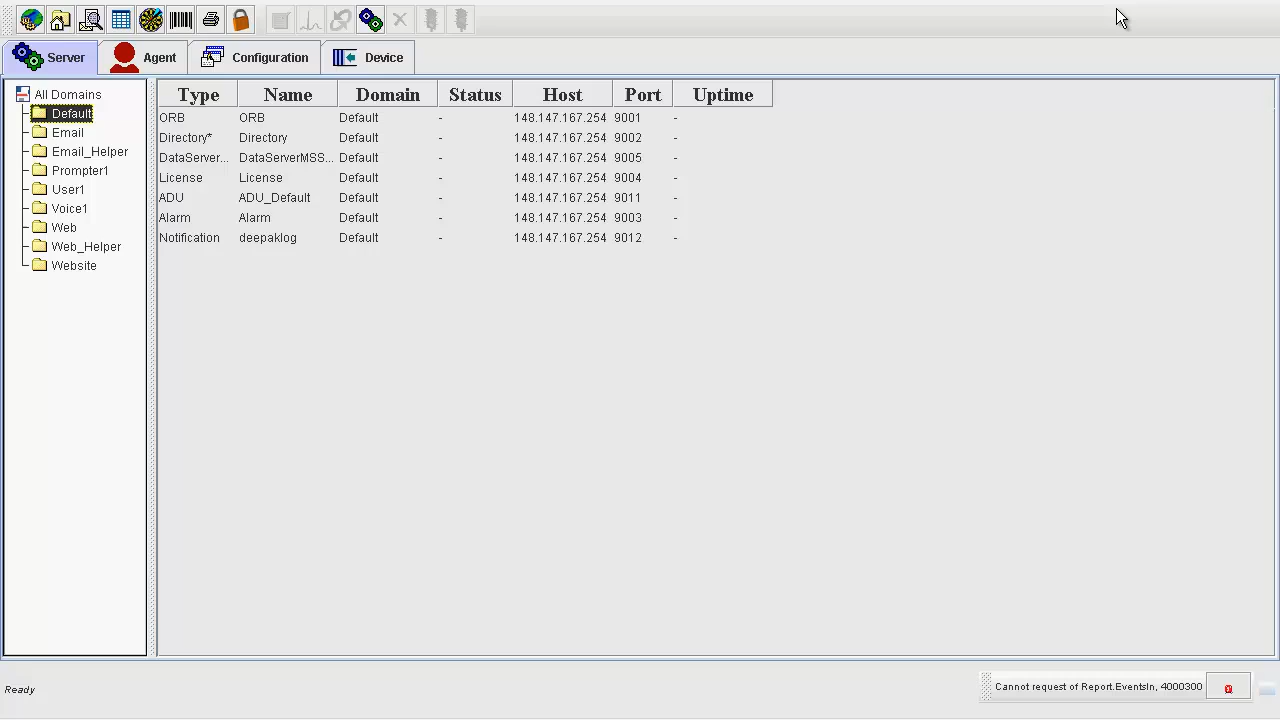 Server Agent Configuration Device
All Domains
Default
Email
Email_Helper
Prompter1
User1
Voice1
Web
Web_Helper
Website
Type Name Domain Status Host Port Uptime
ORB ORB Default - 148.147.167.254 9001 -
Directory* Directory Default - 148.147.167.254 9002 -
DataServer... DataServerMSS... Default - 148.147.167.254 9005 -
License License Default - 148.147.167.254 9004 -
ADU ADU_Default Default - 148.147.167.254 9011 -
Alarm Alarm Default - 148.147.167.254 9003 -
Notification deepaklog Default - 148.147.167.254 9012 -
Ready
Cannot request of Report.EventsIn, 4000300